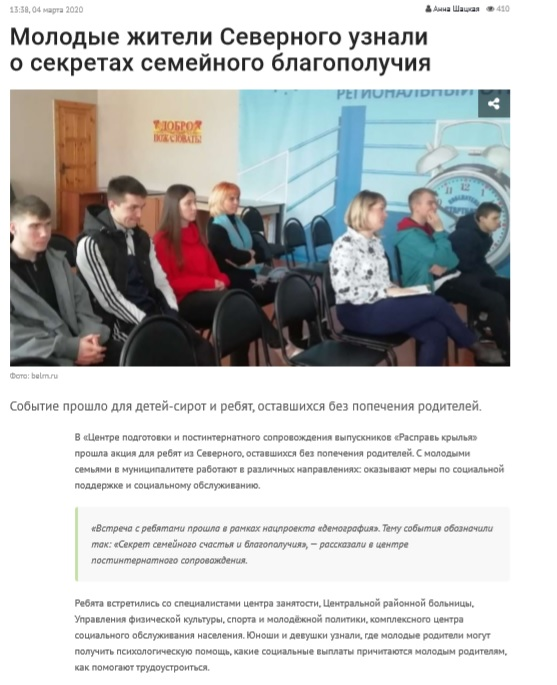 13:38, 04 марта 2020
Анна Шацкая
410
Молодые жители Северного узнали
о секретах семейного благополучия
ДОБРО
ПОЖАЛОВАТЬ!
РЕГИОНАЛЬНЫЙ
Фото: belm.ru
Событие прошло для детей-сирот и ребят, оставшихся без попечения родителей.
В «Центре подготовки и постинтернатного сопровождения выпускников «Расправь крылья»
прошла акция для ребят из Северного, оставшихся без попечения родителей. С молодыми
семьями в муниципалитете работают в различных направлениях: оказывают меры по социальной
поддержке и социальному обслуживанию.
«Встреча с ребятами прошла в рамках нацпроекта «демография». Тему события обозначили
так: «Секрет семейного счастья и благополучия», — рассказали в центре
постинтернатного сопровождения.
Ребята встретились со специалистами центра занятости, Центральной районной больницы,
Управления физической культуры, спорта и молодёжной политики, комплексного центра
социального обслуживания населения. Юноши и девушки узнали, где молодые родители могут
получить психологическую помощь, какие социальные выплаты причитаются молодым родителям,
как помогают трудоустроиться.